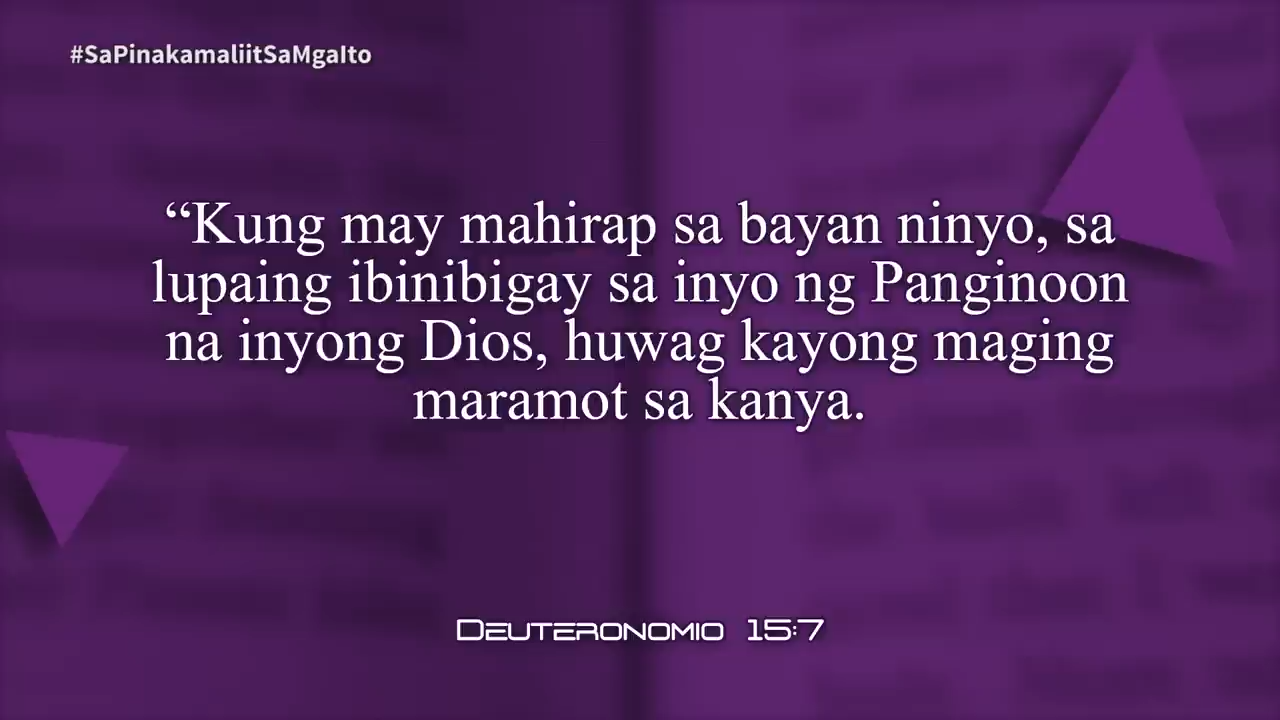 #SaPinakamaliitSaMgaIto
“Kung may mahirap sa bayan ninyo, sa
lupaing ibinibigay sa inyo ng Panginoon
na inyong Dios, huwag kayong maging
maramot sa kanya.
Deuteronomio 15:7